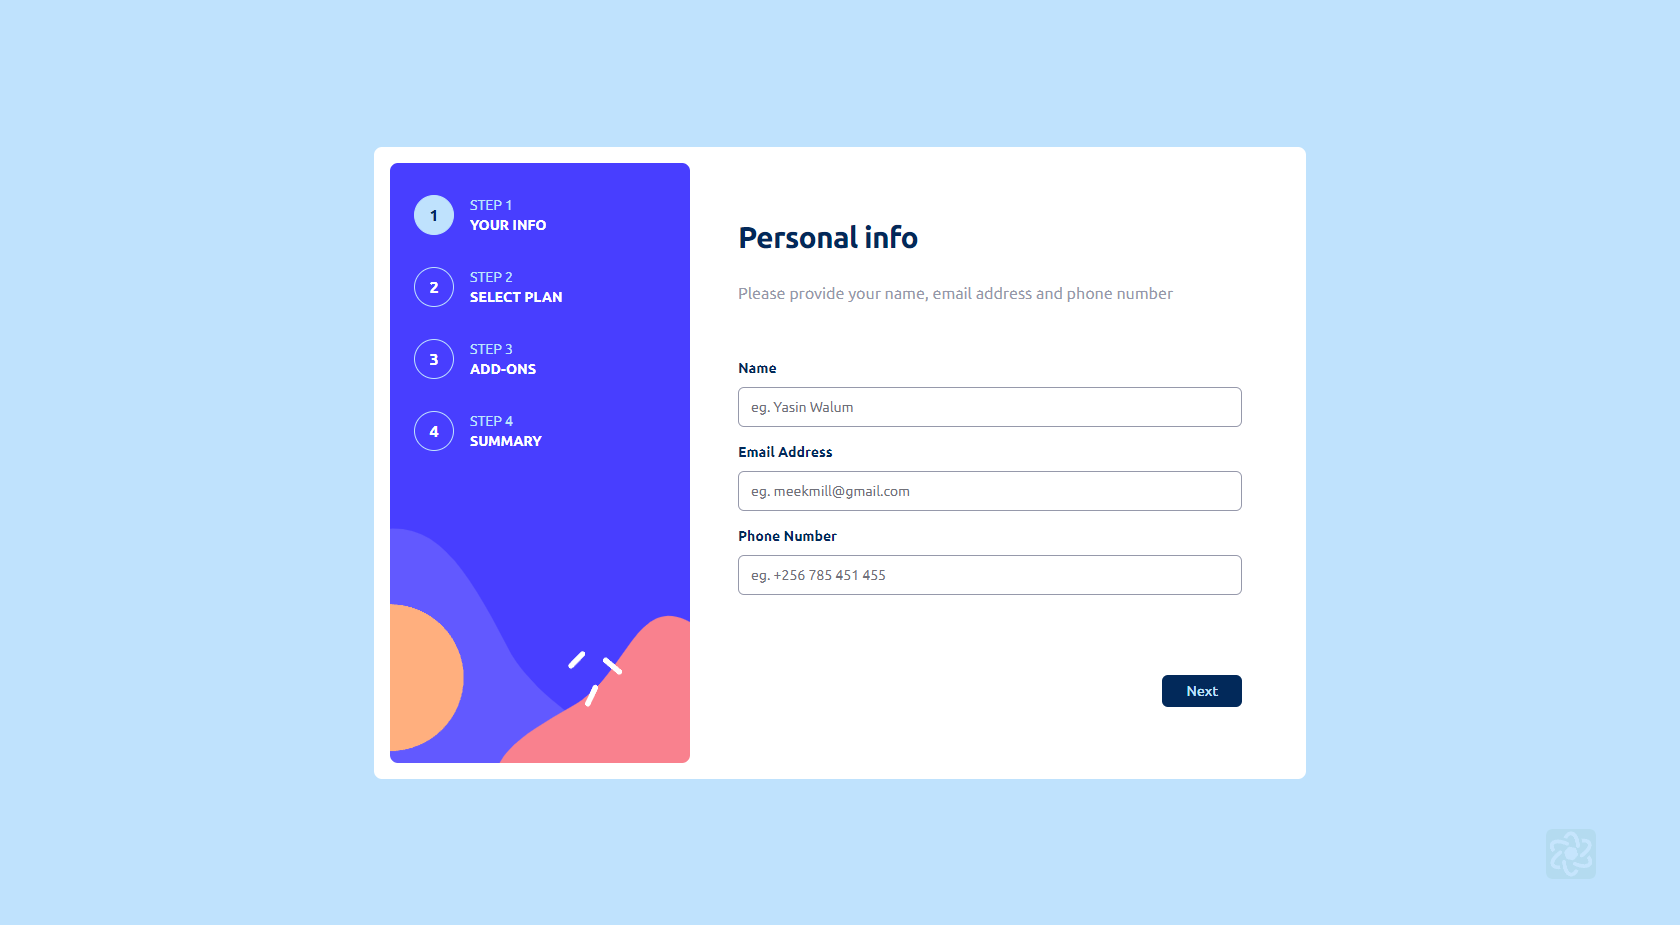 1
STEP 1
YOUR INFO
2
STEP 2
SELECT PLAN
3
STEP 3
ADD-ONS
4
STEP 4
SUMMARY
Personal info
Please provide your name, email address and phone number
Name
eg. Yasin Walum
Email Address
eg. meekmill@gmail.com
Phone Number
eg. +256 785 451 455
Next